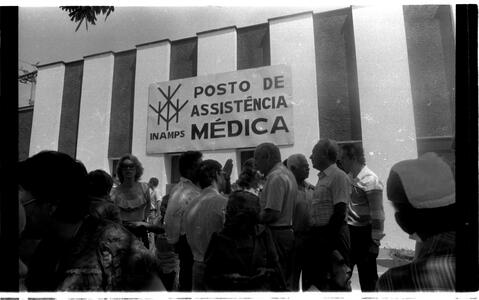 POSTO DE
ASSISTÊNCIA
MÉDICA
INAMPS